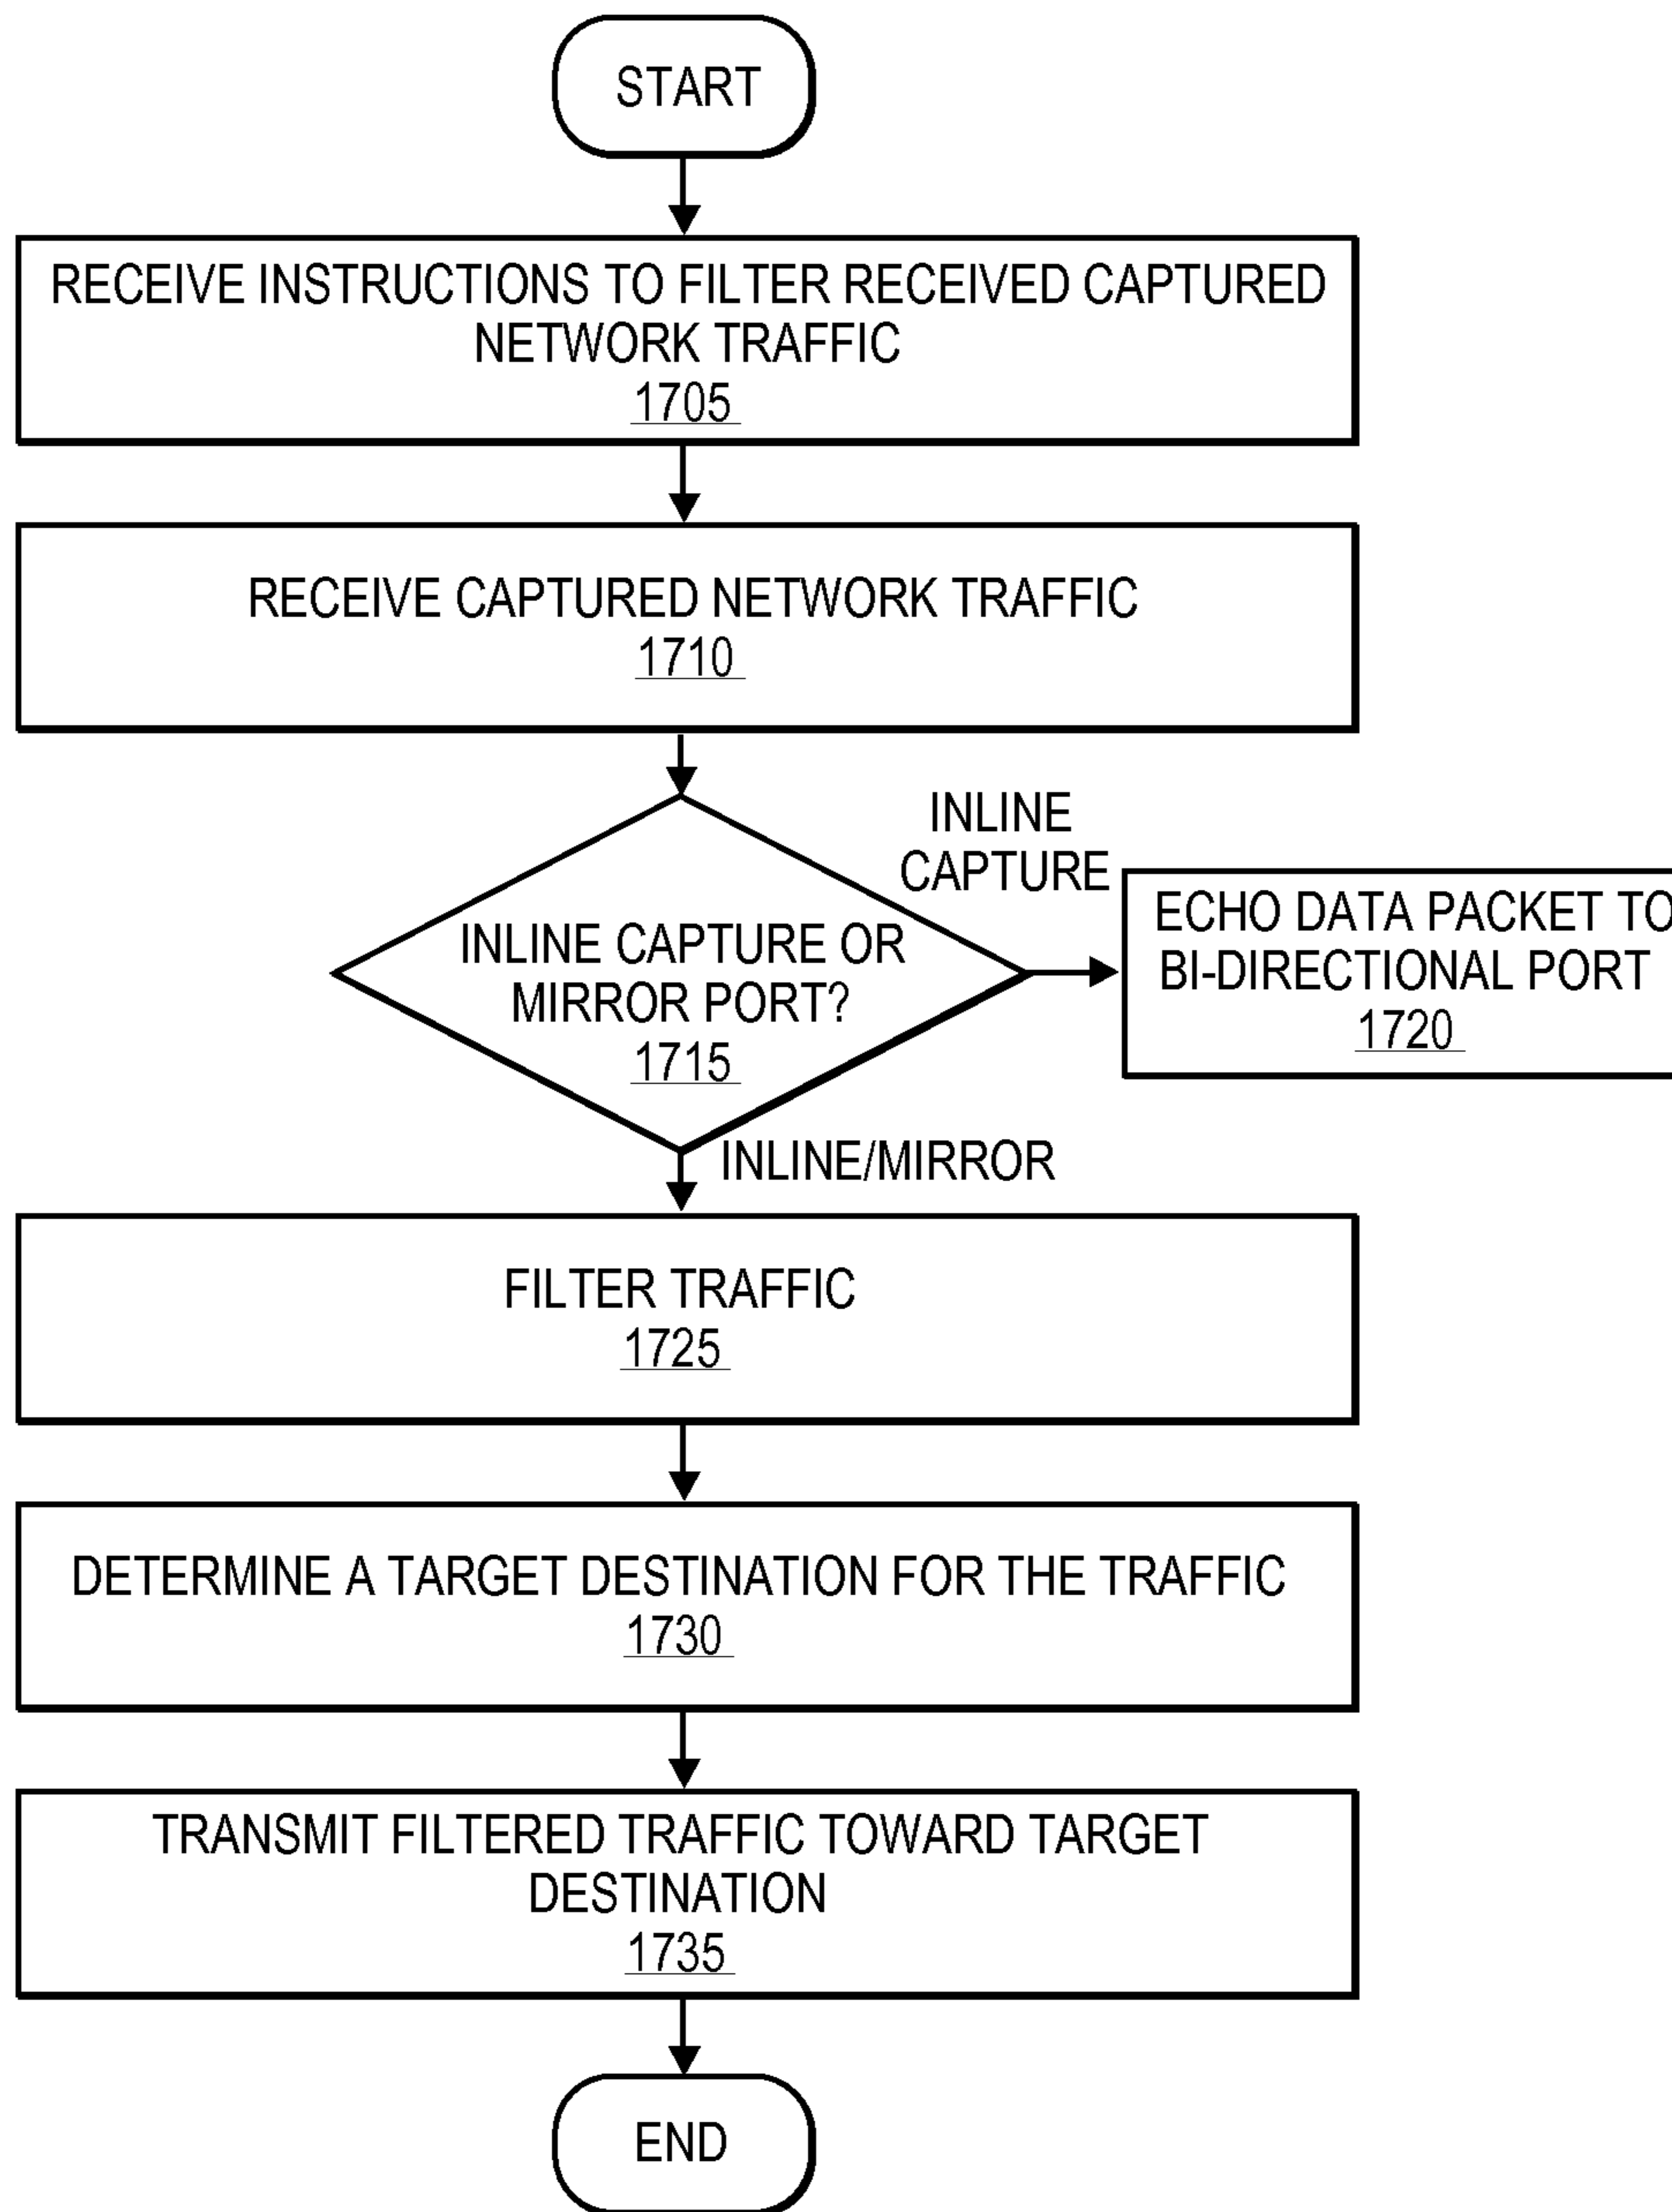 START
RECEIVE INSTRUCTIONS TO FILTER RECEIVED CAPTURED
NETWORK TRAFFIC
1705
RECEIVE CAPTURED NETWORK TRAFFIC
1710
INLINE CAPTURE OR
MIRROR PORT?
1715
INLINE
CAPTURE
ECHO DATA PACKET TO
BI-DIRECTIONAL PORT
1720
INLINE/MIRROR
FILTER TRAFFIC
1725
DETERMINE A TARGET DESTINATION FOR THE TRAFFIC
1730
TRANSMIT FILTERED TRAFFIC TOWARD TARGET
DESTINATION
1735
END